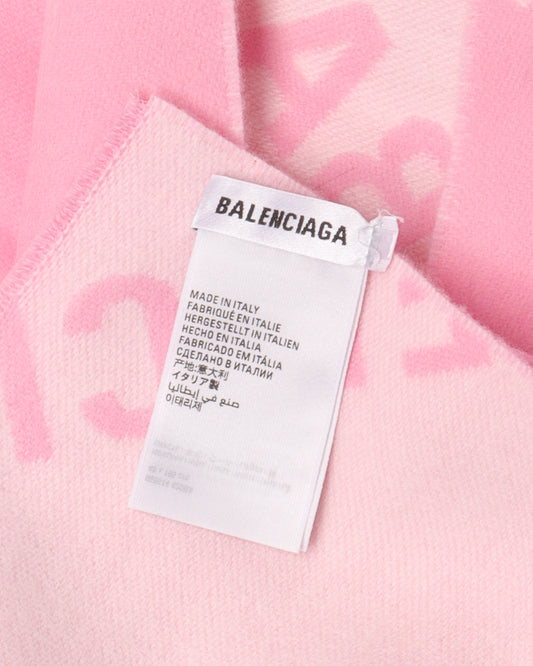 BALENCIAGA
MADE IN ITALY
FABRIQUÉ EN ITALIE
HERGESTELLT IN ITALIEN
HECHO EN ITALIA
FABRICADO EM ITÁLIA
СДЕЛАНО В ИТАЛИИ
产地:意大利
イタリア製
صنع في إيطاليا
이태리제